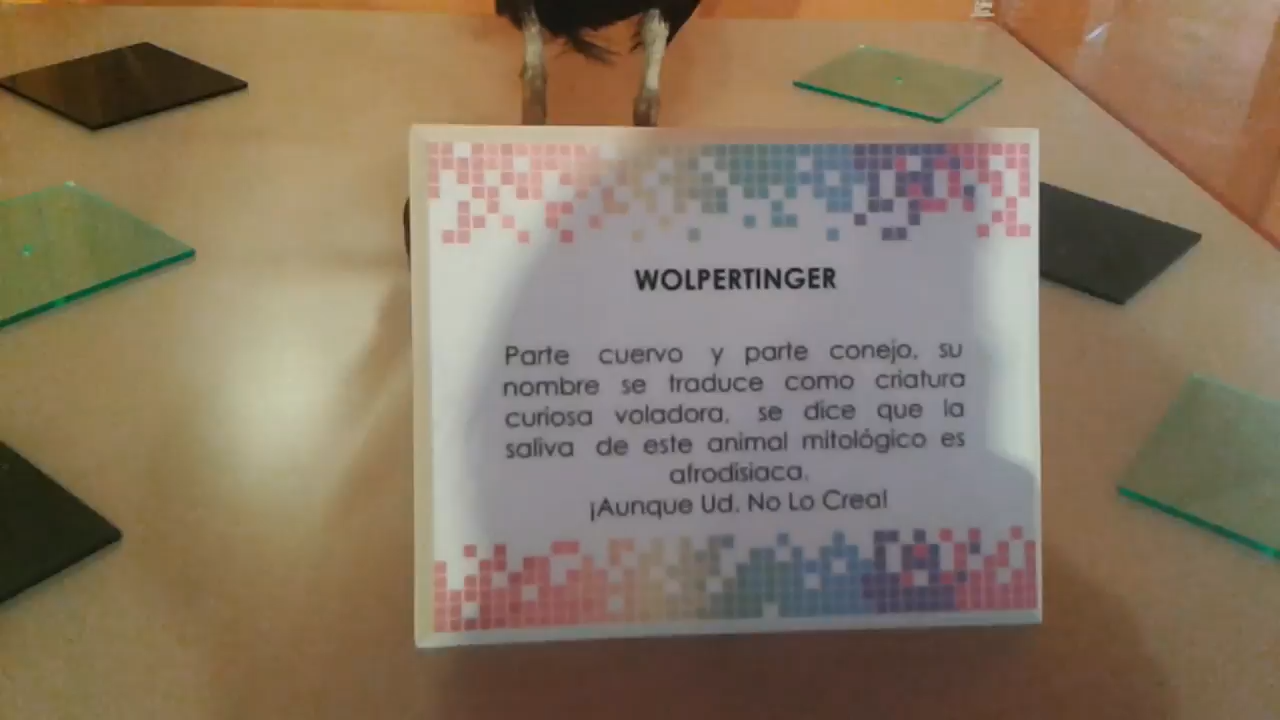 WOLPERTINGER
Parte cuervo y parte conejo, su
nombre se traduce como criatura
curiosa voladora, se dice que la
saliva de este animal mitológico es
afrodisiaca.
¡Aunque Ud. No Lo Crea!